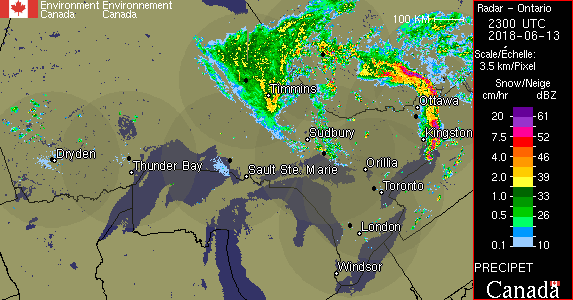 Environment Environnement
Canada Canada
100 KM
Timmins
Ottawa
Sudbury
Kingston
Dryden
Thunder Bay
Sault Ste. Marie
Orillia
Toronto
London
Windsor
Radar - Ontario
2300 UTC
2018-06-13
Scale/Échelle:
3.5 km/Pixel
Snow/Neige
cm/hr dBZ
20 61
7.5 52
4.0 46
2.0 39
1.0 33
0.5 26
0.1 10
PRECIPET
Canada